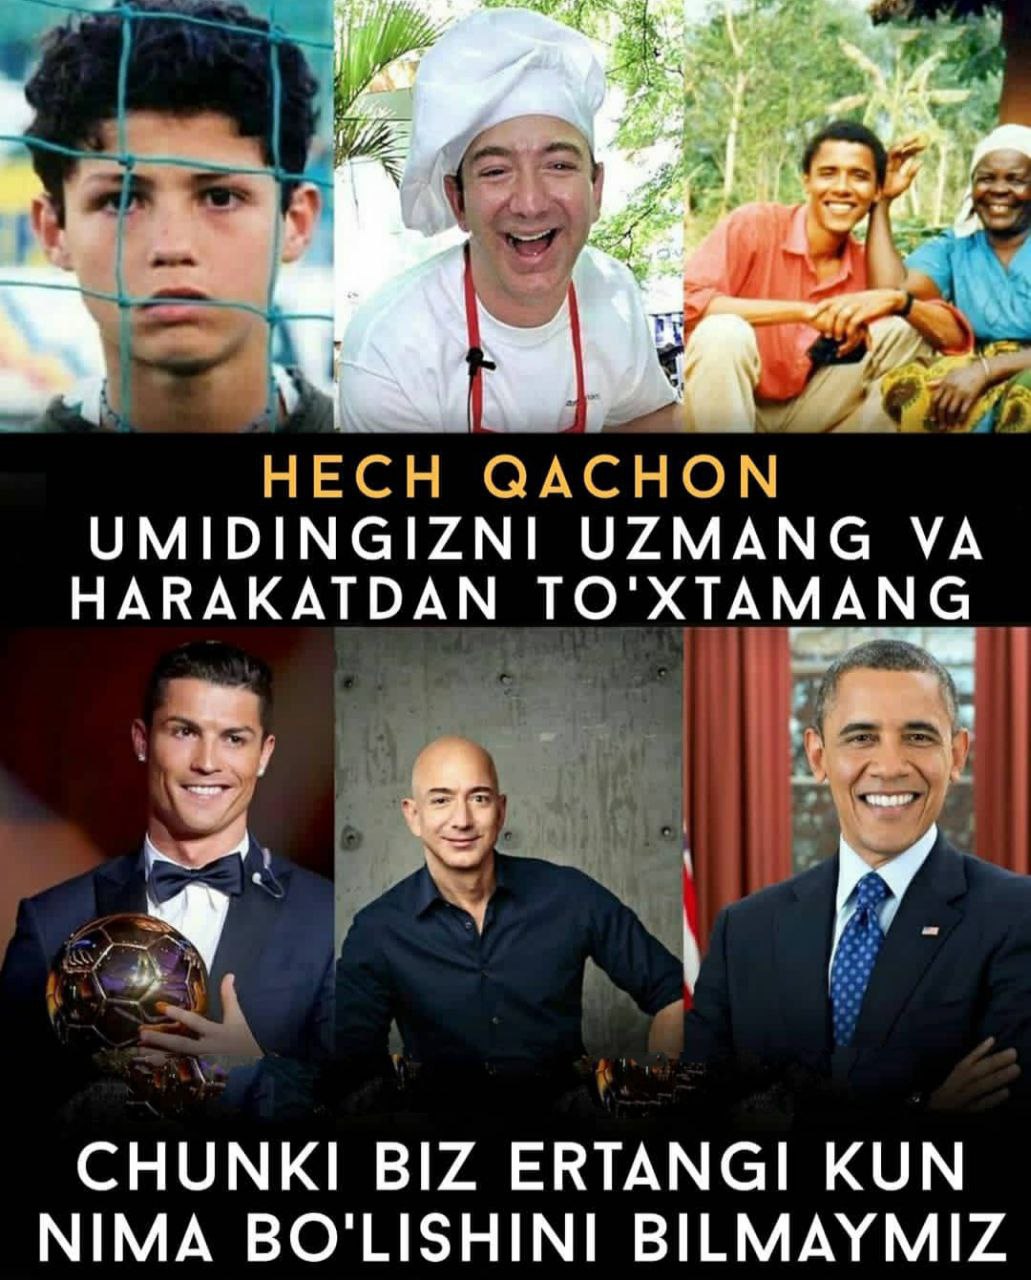 HECH QACHON
UMIDINGIZNI UZMANG VA
HARAKATDAN TO'XTAMANG
CHUNKI BIZ ERTANGI KUN
NIMA BO'LISHINI BILMAYMIZ